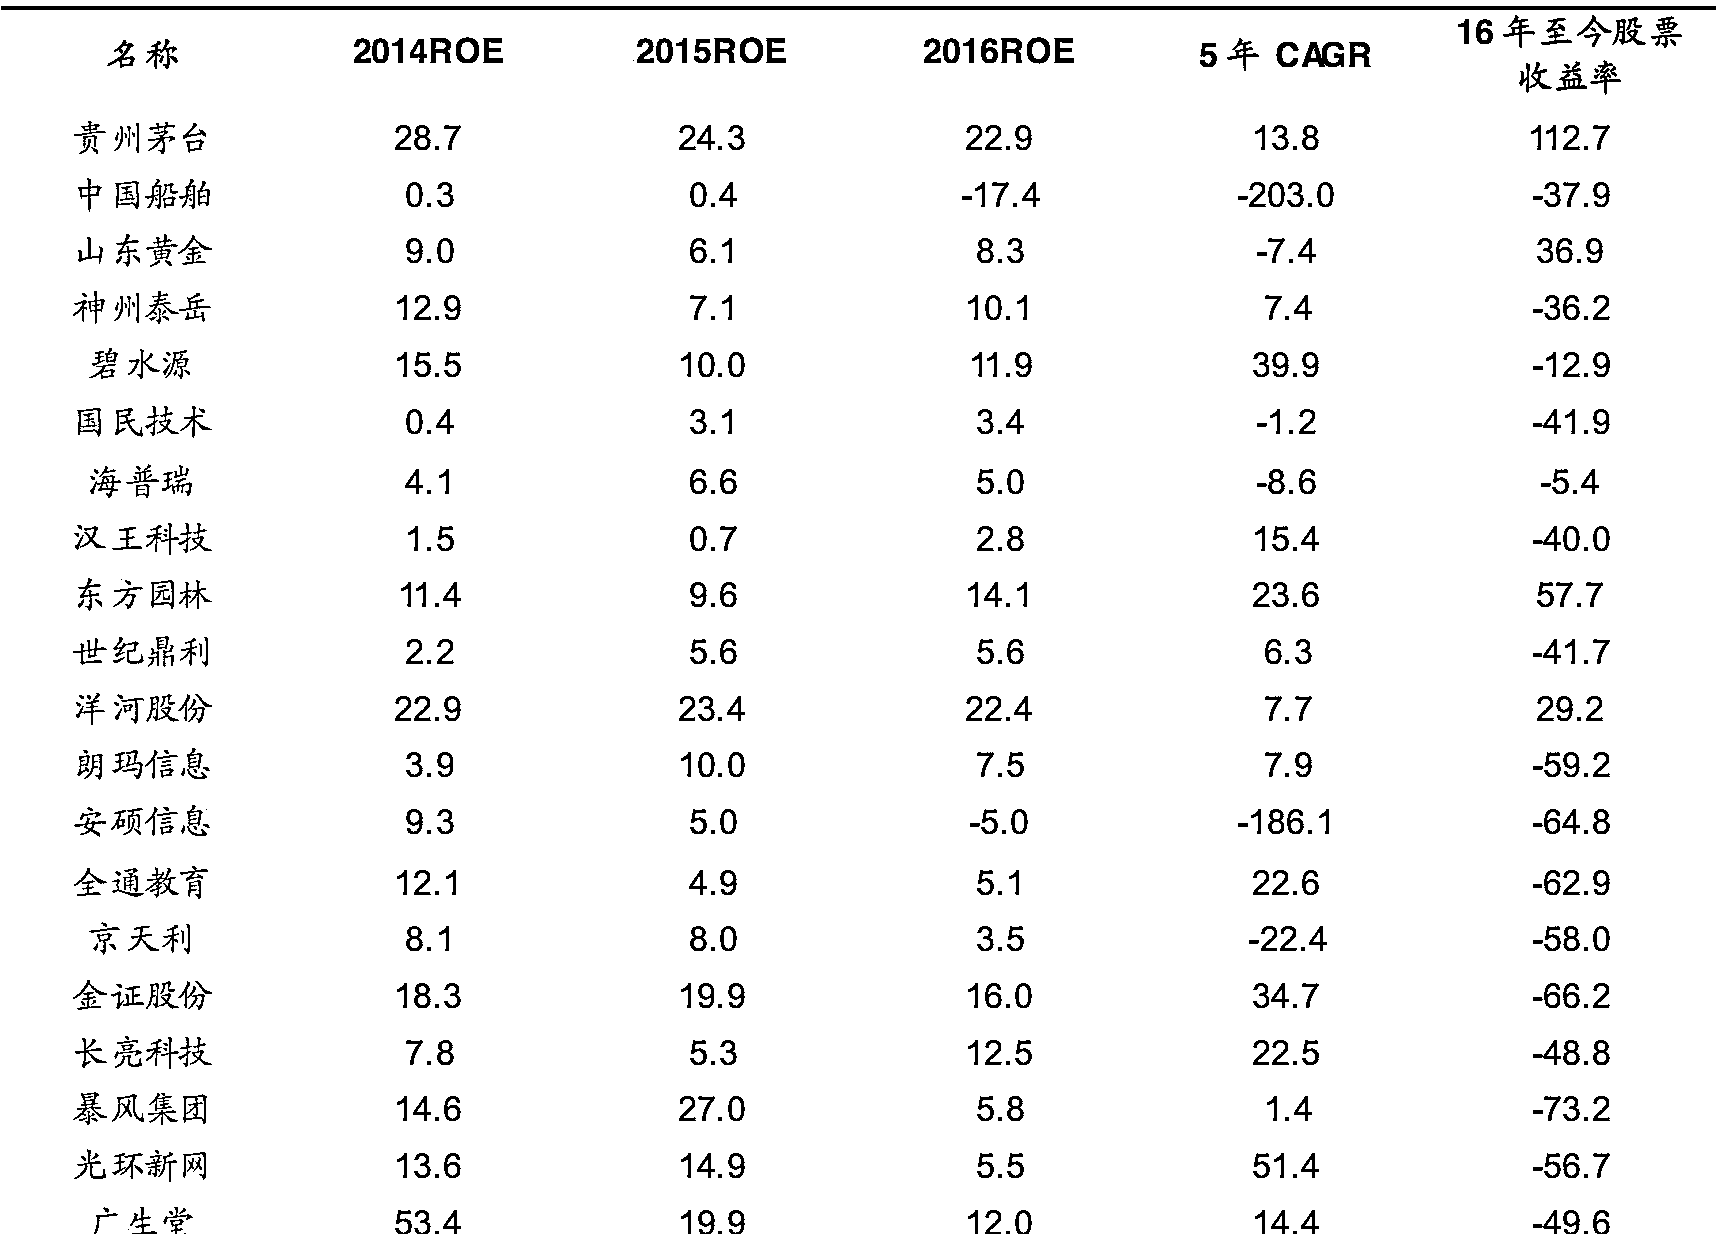 名称 2014ROE 2015ROE 2016ROE 5年 CAGR 16年至今股票收益率
贵州茅台 28.7 24.3 22.9 13.8 112.7
中国船舶 0.3 0.4 -17.4 -203.0 -37.9
山东黄金 9.0 6.1 8.3 -7.4 36.9
神州泰岳 12.9 7.1 10.1 7.4 -36.2
碧水源 15.5 10.0 11.9 39.9 -12.9
国民技术 0.4 3.1 3.4 -1.2 -41.9
海普瑞 4.1 6.6 5.0 -8.6 -5.4
汉王科技 1.5 0.7 2.8 15.4 -40.0
东方园林 11.4 9.6 14.1 23.6 57.7
世纪鼎利 2.2 5.6 5.6 6.3 -41.7
洋河股份 22.9 23.4 22.4 7.7 29.2
朗玛信息 3.9 10.0 7.5 7.9 -59.2
安硕信息 9.3 5.0 -5.0 -186.1 -64.8
全通教育 12.1 4.9 5.1 22.6 -62.9
京天利 8.1 8.0 3.5 -22.4 -58.0
金证股份 18.3 19.9 16.0 34.7 -66.2
长亮科技 7.8 5.3 12.5 22.5 -48.8
暴风集团 14.6 27.0 5.8 1.4 -73.2
光环新网 13.6 14.9 5.5 51.4 -56.7
广生堂 53.4 19.9 12.0 14.4 -49.6